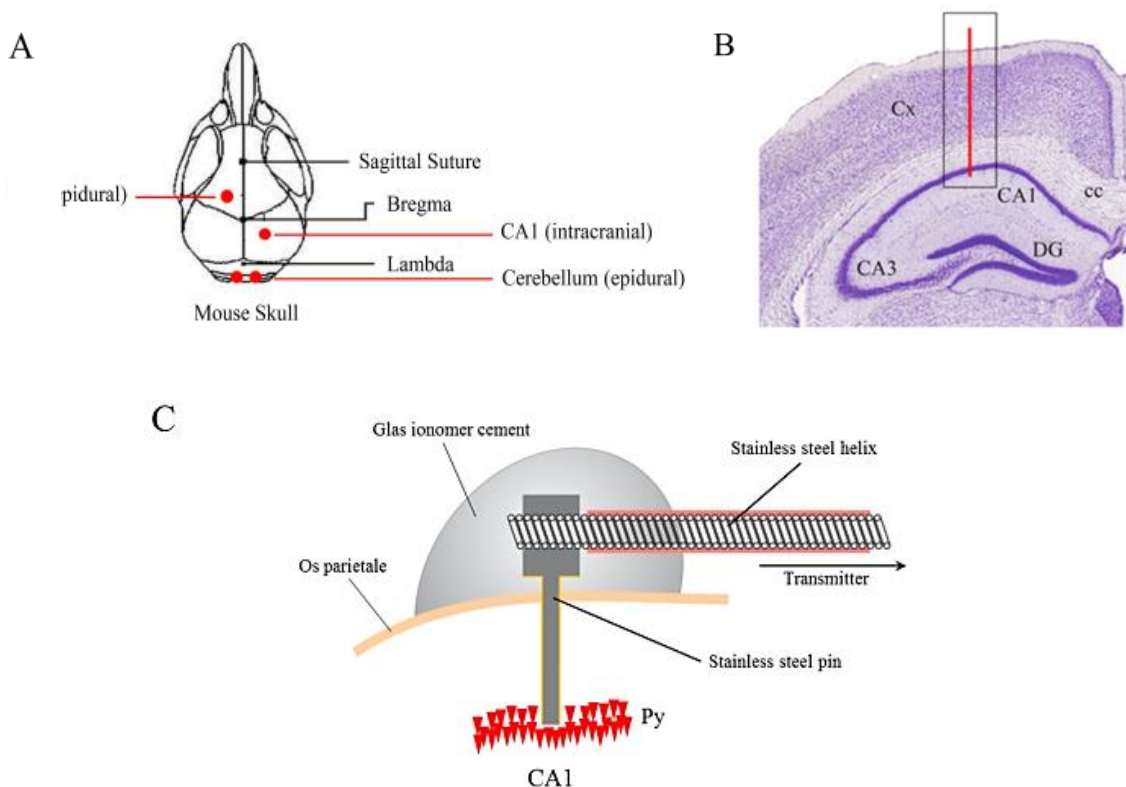 A
Sagittal Suture
pidural)
Bregma
CA1 (intracranial)
Lambda
Cerebellum (epidural)
Mouse Skull
B
Cx
cc
CA1
DG
CA3
C
Glas ionomer cement
Stainless steel helix
Os parietale
Transmitter
Stainless steel pin
Py
CA1